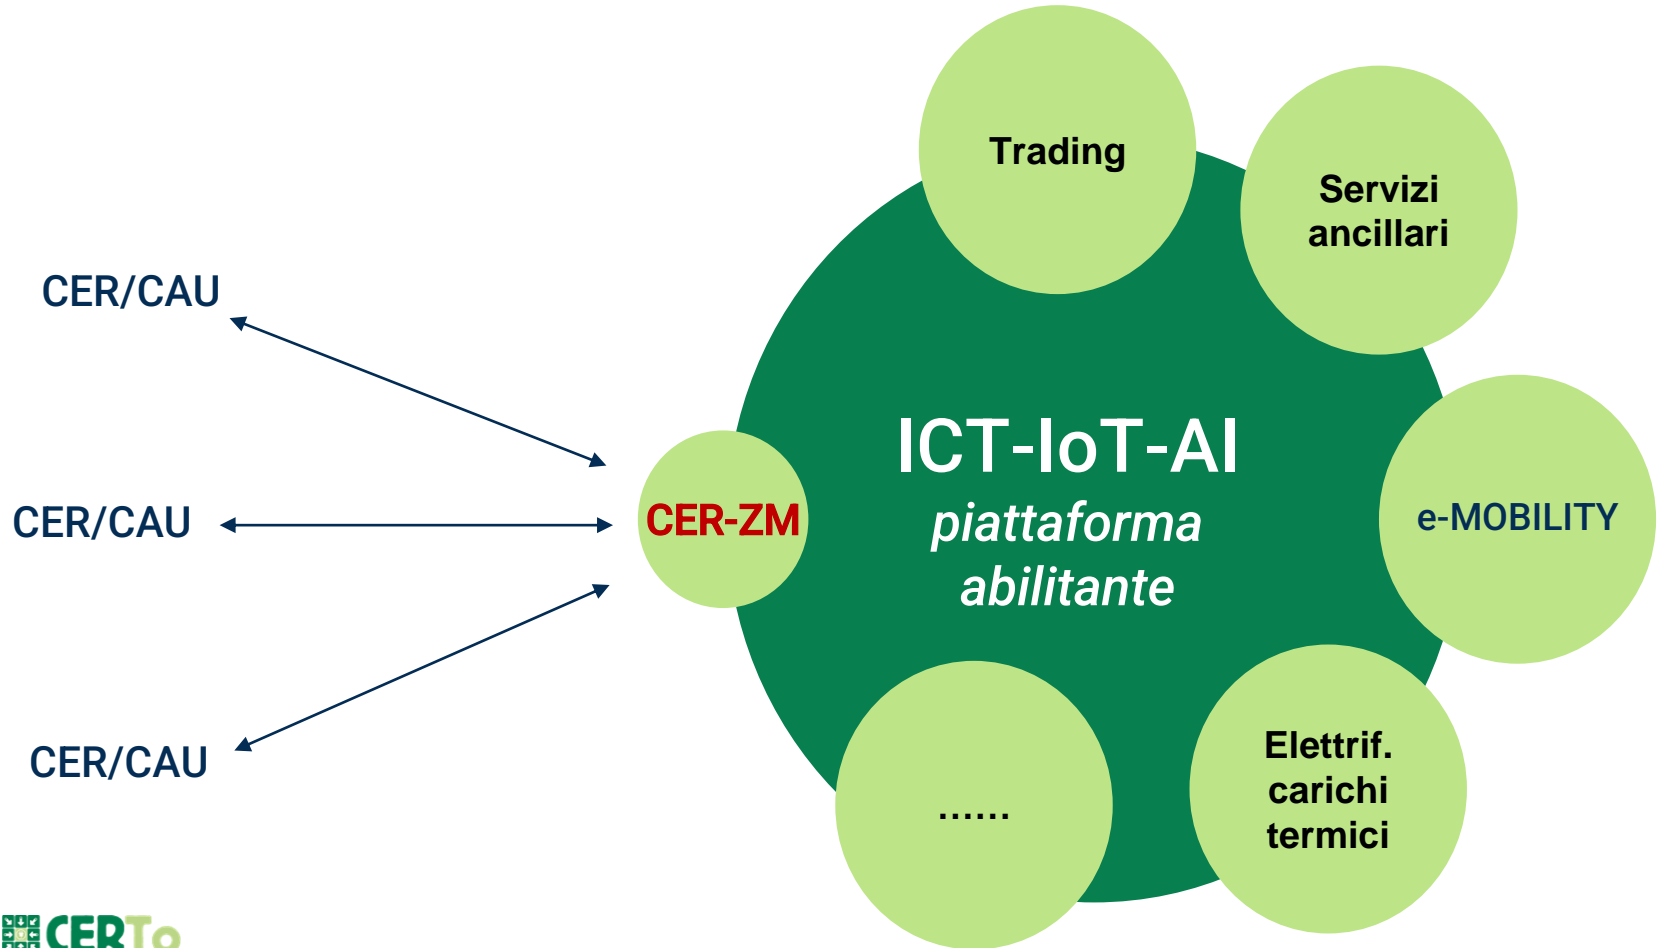 Trading
Servizi
ancillari
CER/CAU
ICT-IoT-AI
piattaforma
abilitante
CER/CAU
CER-ZM
e-MOBILITY
CER/CAU
......
Elettrif.
carichi
termici
CERTo